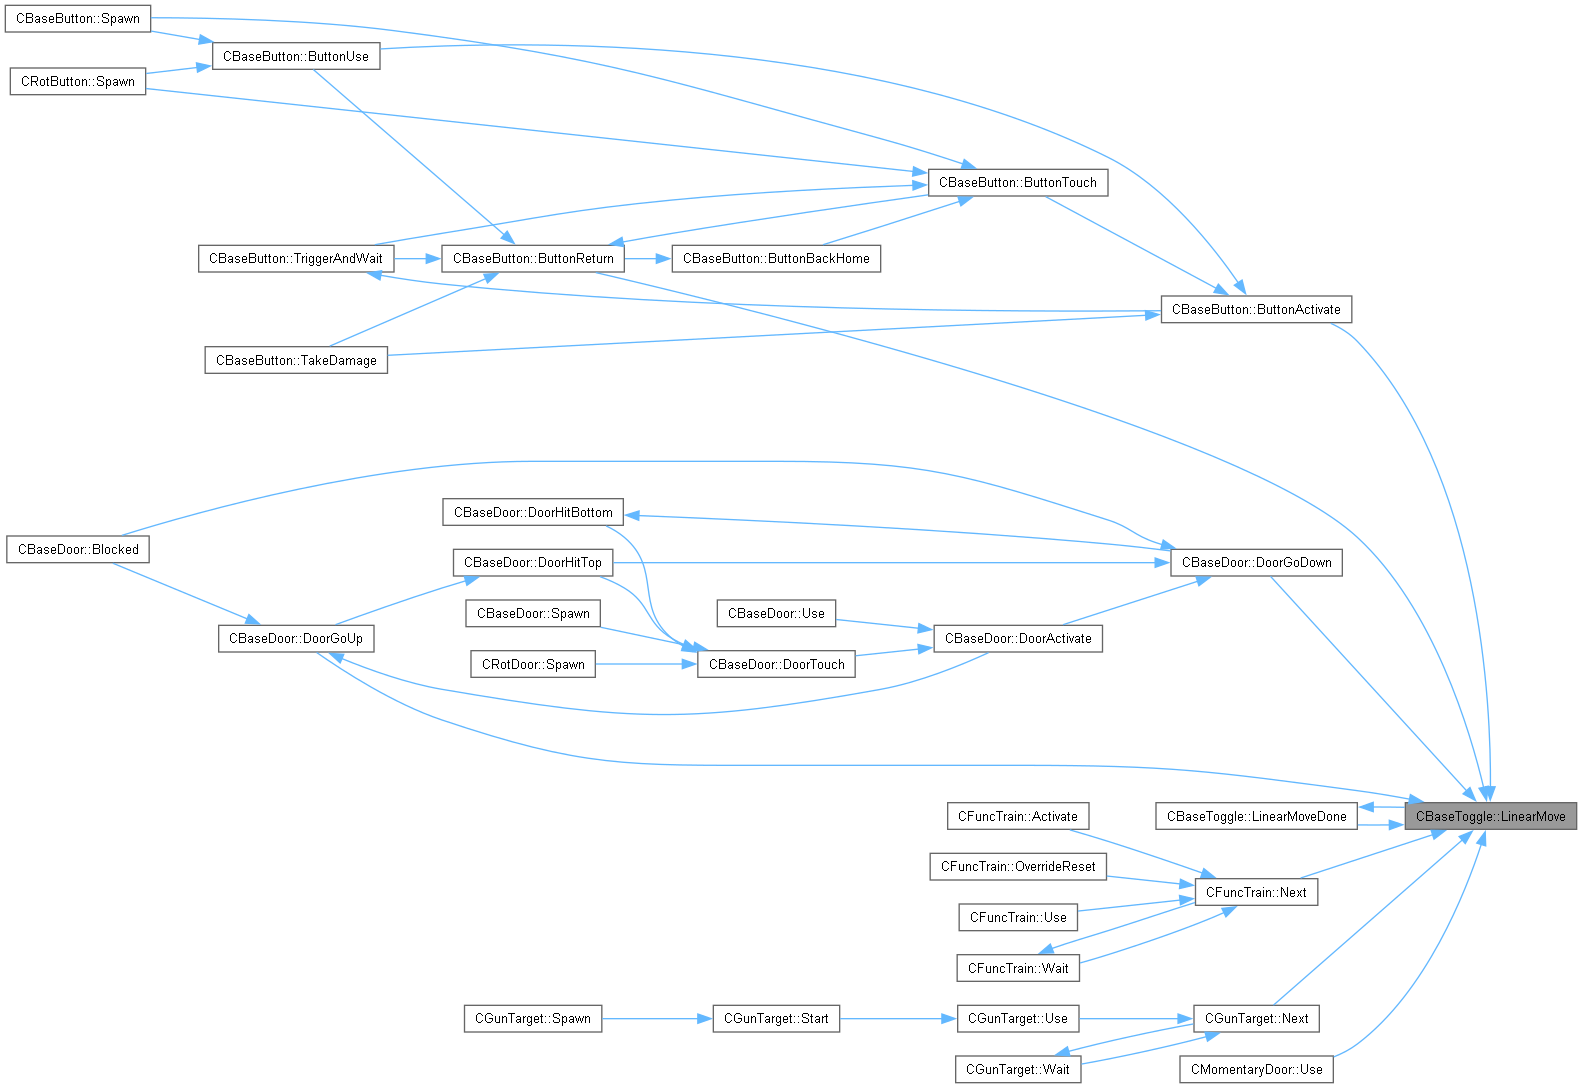 CBaseButton::Spawn
CBaseButton::ButtonUse
CRotButton::Spawn
CBaseButton::ButtonTouch
CBaseButton::TriggerAndWait
CBaseButton::ButtonReturn
CBaseButton::ButtonBackHome
CBaseButton::ButtonActivate
CBaseButton::TakeDamage
CBaseDoor::DoorHitBottom
CBaseDoor::Blocked
CBaseDoor::DoorHitTop
CBaseDoor::DoorGoDown
CBaseDoor::Spawn
CBaseDoor::Use
CBaseDoor::DoorGoUp
CBaseDoor::DoorActivate
CRotDoor::Spawn
CBaseDoor::DoorTouch
CFuncTrain::Activate
CBaseToggle::LinearMoveDone
CBaseToggle::LinearMove
CFuncTrain::OverrideReset
CFuncTrain::Next
CFuncTrain::Use
CFuncTrain::Wait
CGunTarget::Spawn
CGunTarget::Start
CGunTarget::Use
CGunTarget::Next
CGunTarget::Wait
CMomentaryDoor::Use